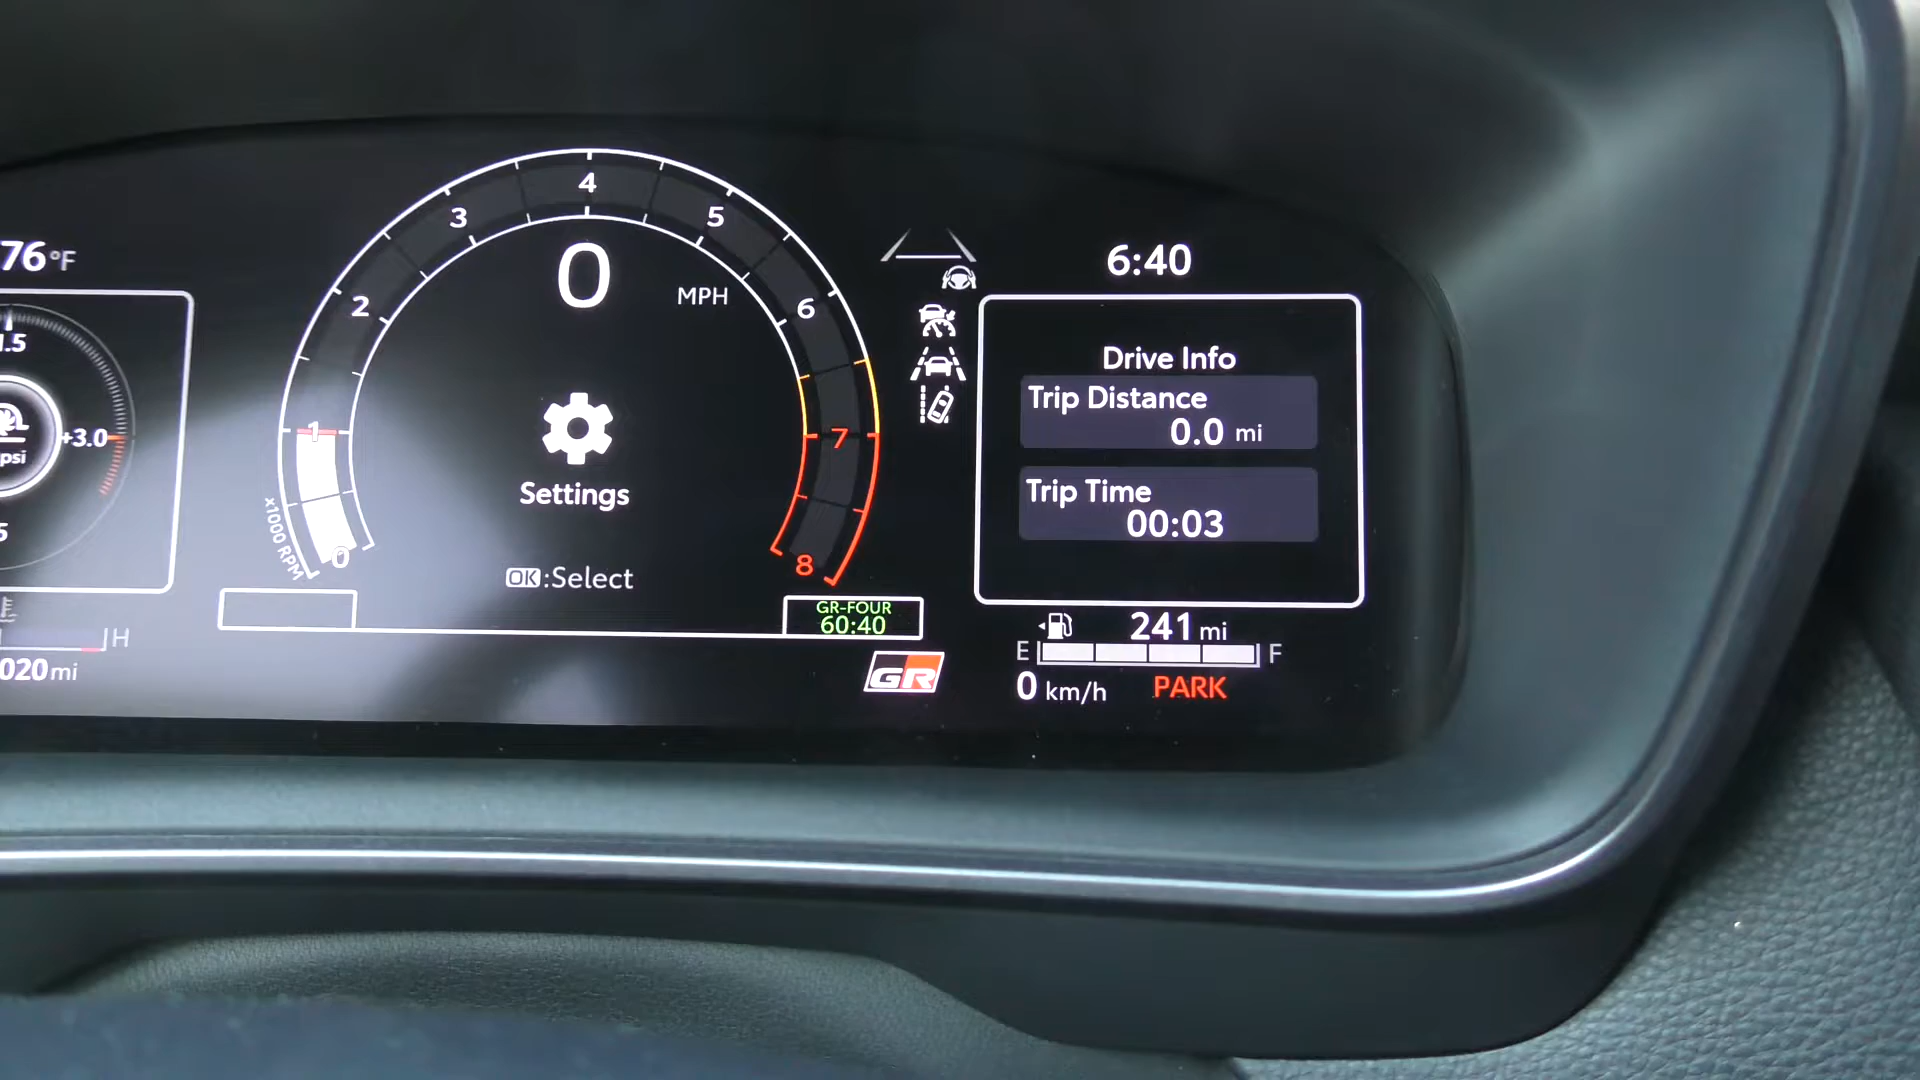 76°F
1.5
+3.0
psi
5
H
020 mi
0
1
2
3
4
5
6
7
8
x1000 RPM
0
MPH
Settings
OK:Select
GR-FOUR
60:40
GR
6:40
Drive Info
Trip Distance
0.0 mi
Trip Time
00:03
241 mi
E F
0 km/h PARK